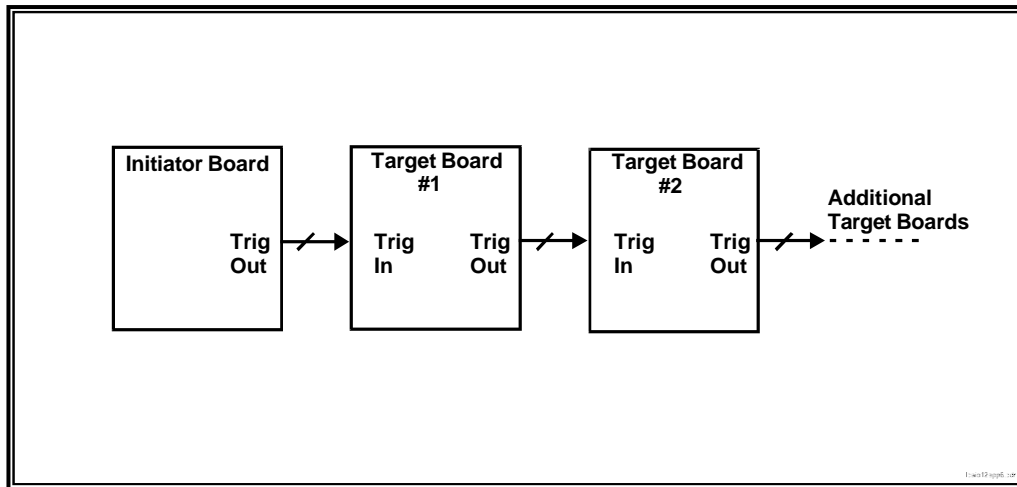 Initiator Board
Trig
Out
Target Board
#1
Trig
In
Trig
Out
Target Board
#2
Trig
In
Trig
Out
Additional
Target Boards